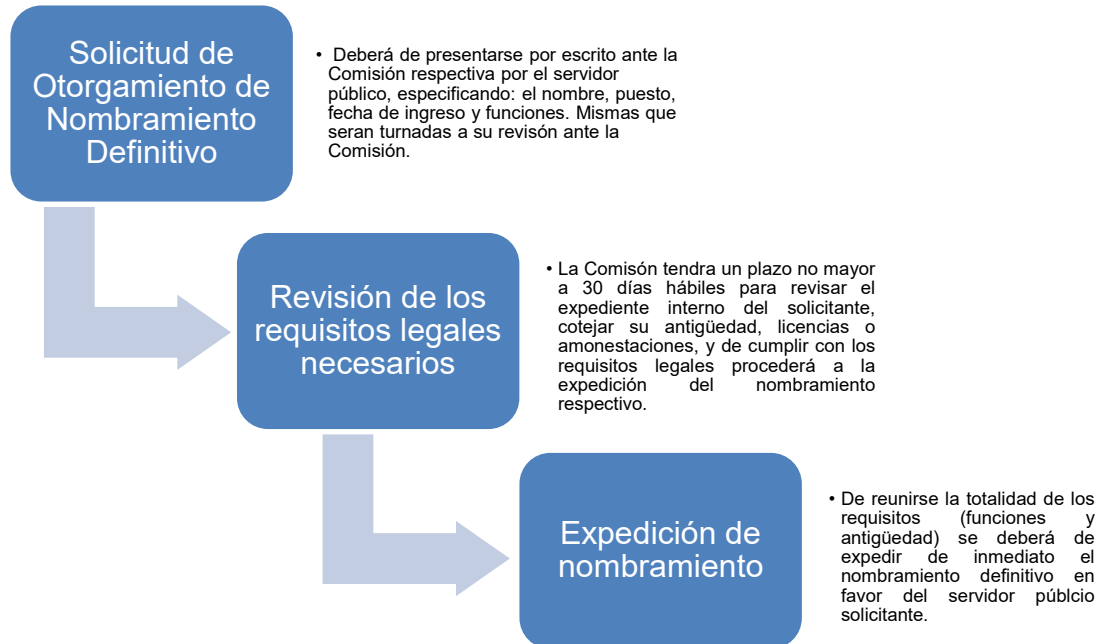 Solicitud de
Otorgamiento de
Nombramiento
Definitivo
• Deberá de presentarse por escrito ante la
Comisión respectiva por el servidor
público, especificando: el nombre, puesto,
fecha de ingreso y funciones. Mismas que
seran turnadas a su revisón ante la
Comisión.
Revisión de los
requisitos legales
necesarios
• La Comisón tendra un plazo no mayor
a 30 días hábiles para revisar el
expediente interno del solicitante,
cotejar su antigüedad, licencias o
amonestaciones, y de cumplir con los
requisitos legales procederá a la
expedición del nombramiento
respectivo.
Expedición de
nombramiento
• De reunirse la totalidad de los
requisitos (funciones y
antigüedad) se deberá de
expedir de inmediato el
nombramiento definitivo en
favor del servidor públcio
solicitante.